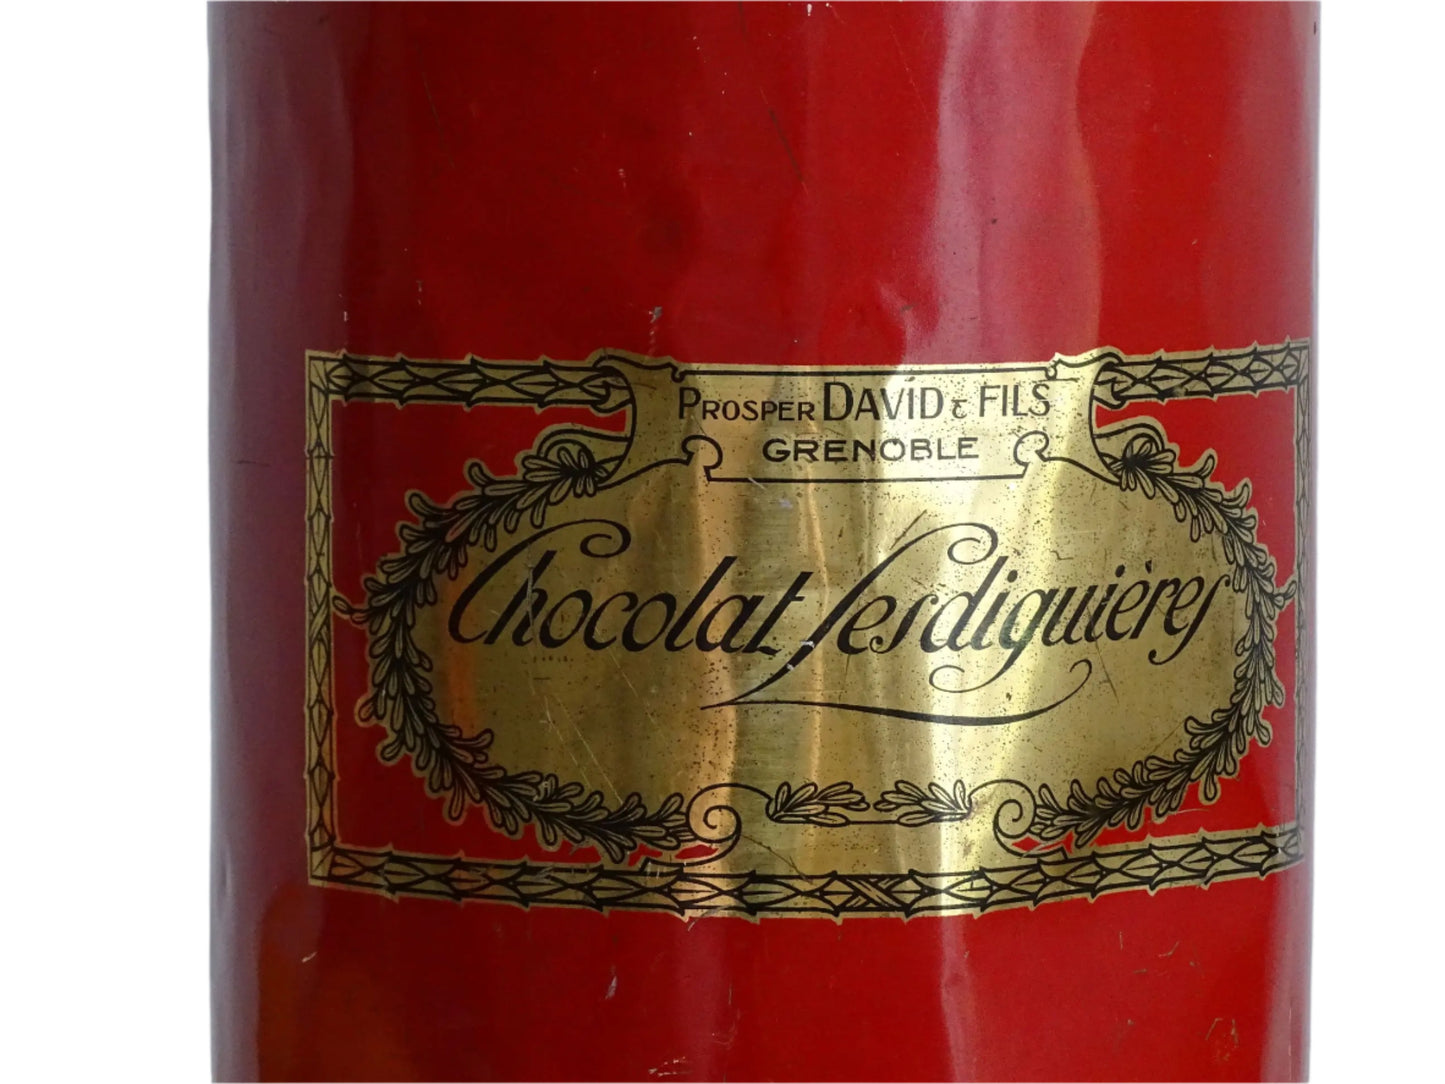 PROSPER DAVID & FILS
GRENOBLE
Chocolat Lesdiguières